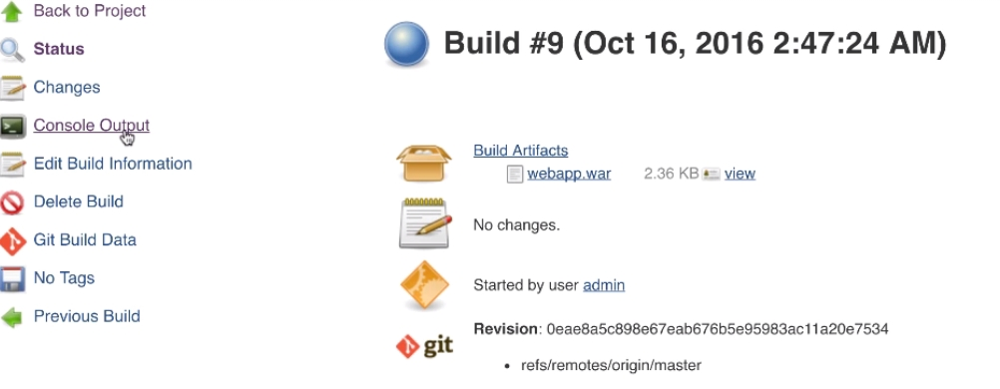 Back to Project
Status
Changes
Console Output
Edit Build Information
Delete Build
Git Build Data
No Tags
Previous Build
Build #9 (Oct 16, 2016 2:47:24 AM)
Build Artifacts
webapp.war 2.36 KB view
No changes.
Started by user admin
git
Revision: 0eae8a5c898e67eab676b5e95983ac11a20e7534
refs/remotes/origin/master